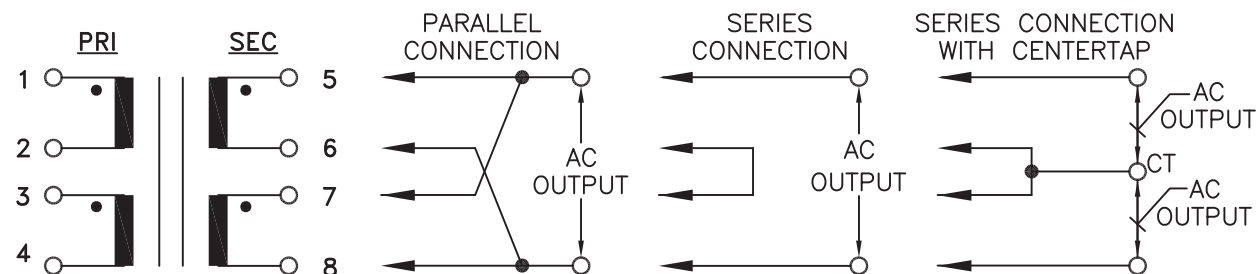 PRI
SEC
1
2
3
4
5
6
7
8
PARALLEL
CONNECTION
AC
OUTPUT
SERIES
CONNECTION
AC
OUTPUT
SERIES CONNECTION
WITH CENTERTAP
AC
OUTPUT
CT
AC
OUTPUT